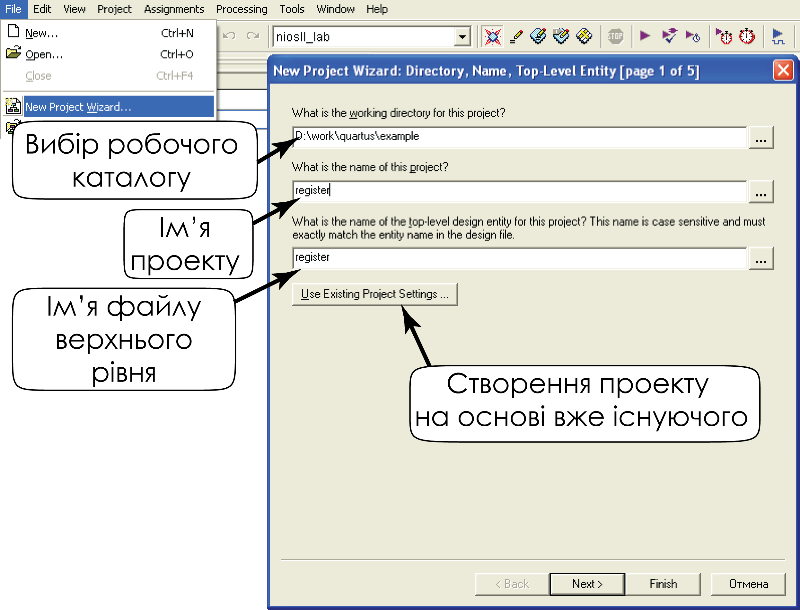 File Edit View Project Assignments Processing Tools Window Help
New... Ctrl+N
Open... Ctrl+O
Close Ctrl+F4
New Project Wizard...
niosII_lab
STOP
New Project Wizard: Directory, Name, Top-Level Entity [page 1 of 5]
What is the working directory for this project?
D:\work\quartus\example
...
What is the name of this project?
register
...
What is the name of the top-level design entity for this project? This name is case sensitive and must
exactly match the entity name in the design file.
register
...
Use Existing Project Settings ...
Вибір робочого
каталогу
Ім’я
проекту
Ім’я файлу
верхнього
рівня
Створення проекту
на основі вже існуючого
< Back Next > Finish Отмена